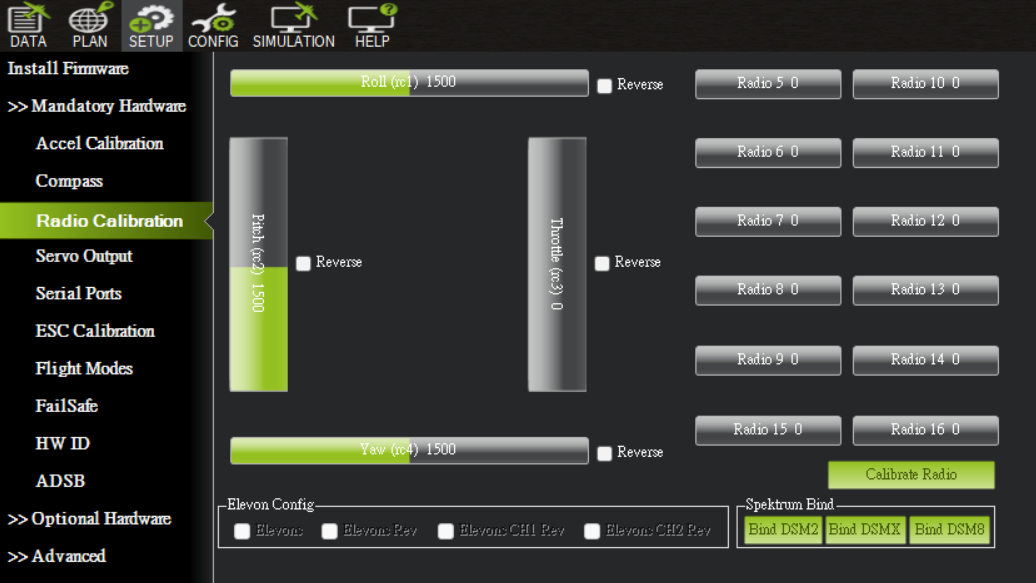 DATA PLAN SETUP CONFIG SIMULATION HELP
Install Firmware
>> Mandatory Hardware
Accel Calibration
Compass
Radio Calibration
Servo Output
Serial Ports
ESC Calibration
Flight Modes
FailSafe
HW ID
ADSB
>> Optional Hardware
>> Advanced
Roll (rc1) 1500
Reverse
Pitch (rc2) 1500
Reverse
Throttle (rc3) 0
Reverse
Yaw (rc4) 1500
Reverse
Radio 5 0
Radio 10 0
Radio 6 0
Radio 11 0
Radio 7 0
Radio 12 0
Radio 8 0
Radio 13 0
Radio 9 0
Radio 14 0
Radio 15 0
Radio 16 0
Calibrate Radio
Elevon Config
Elevons
Elevons Rev
Elevons CH1 Rev
Elevons CH2 Rev
Spektrum Bind
Bind DSM2
Bind DSMX
Bind DSM8